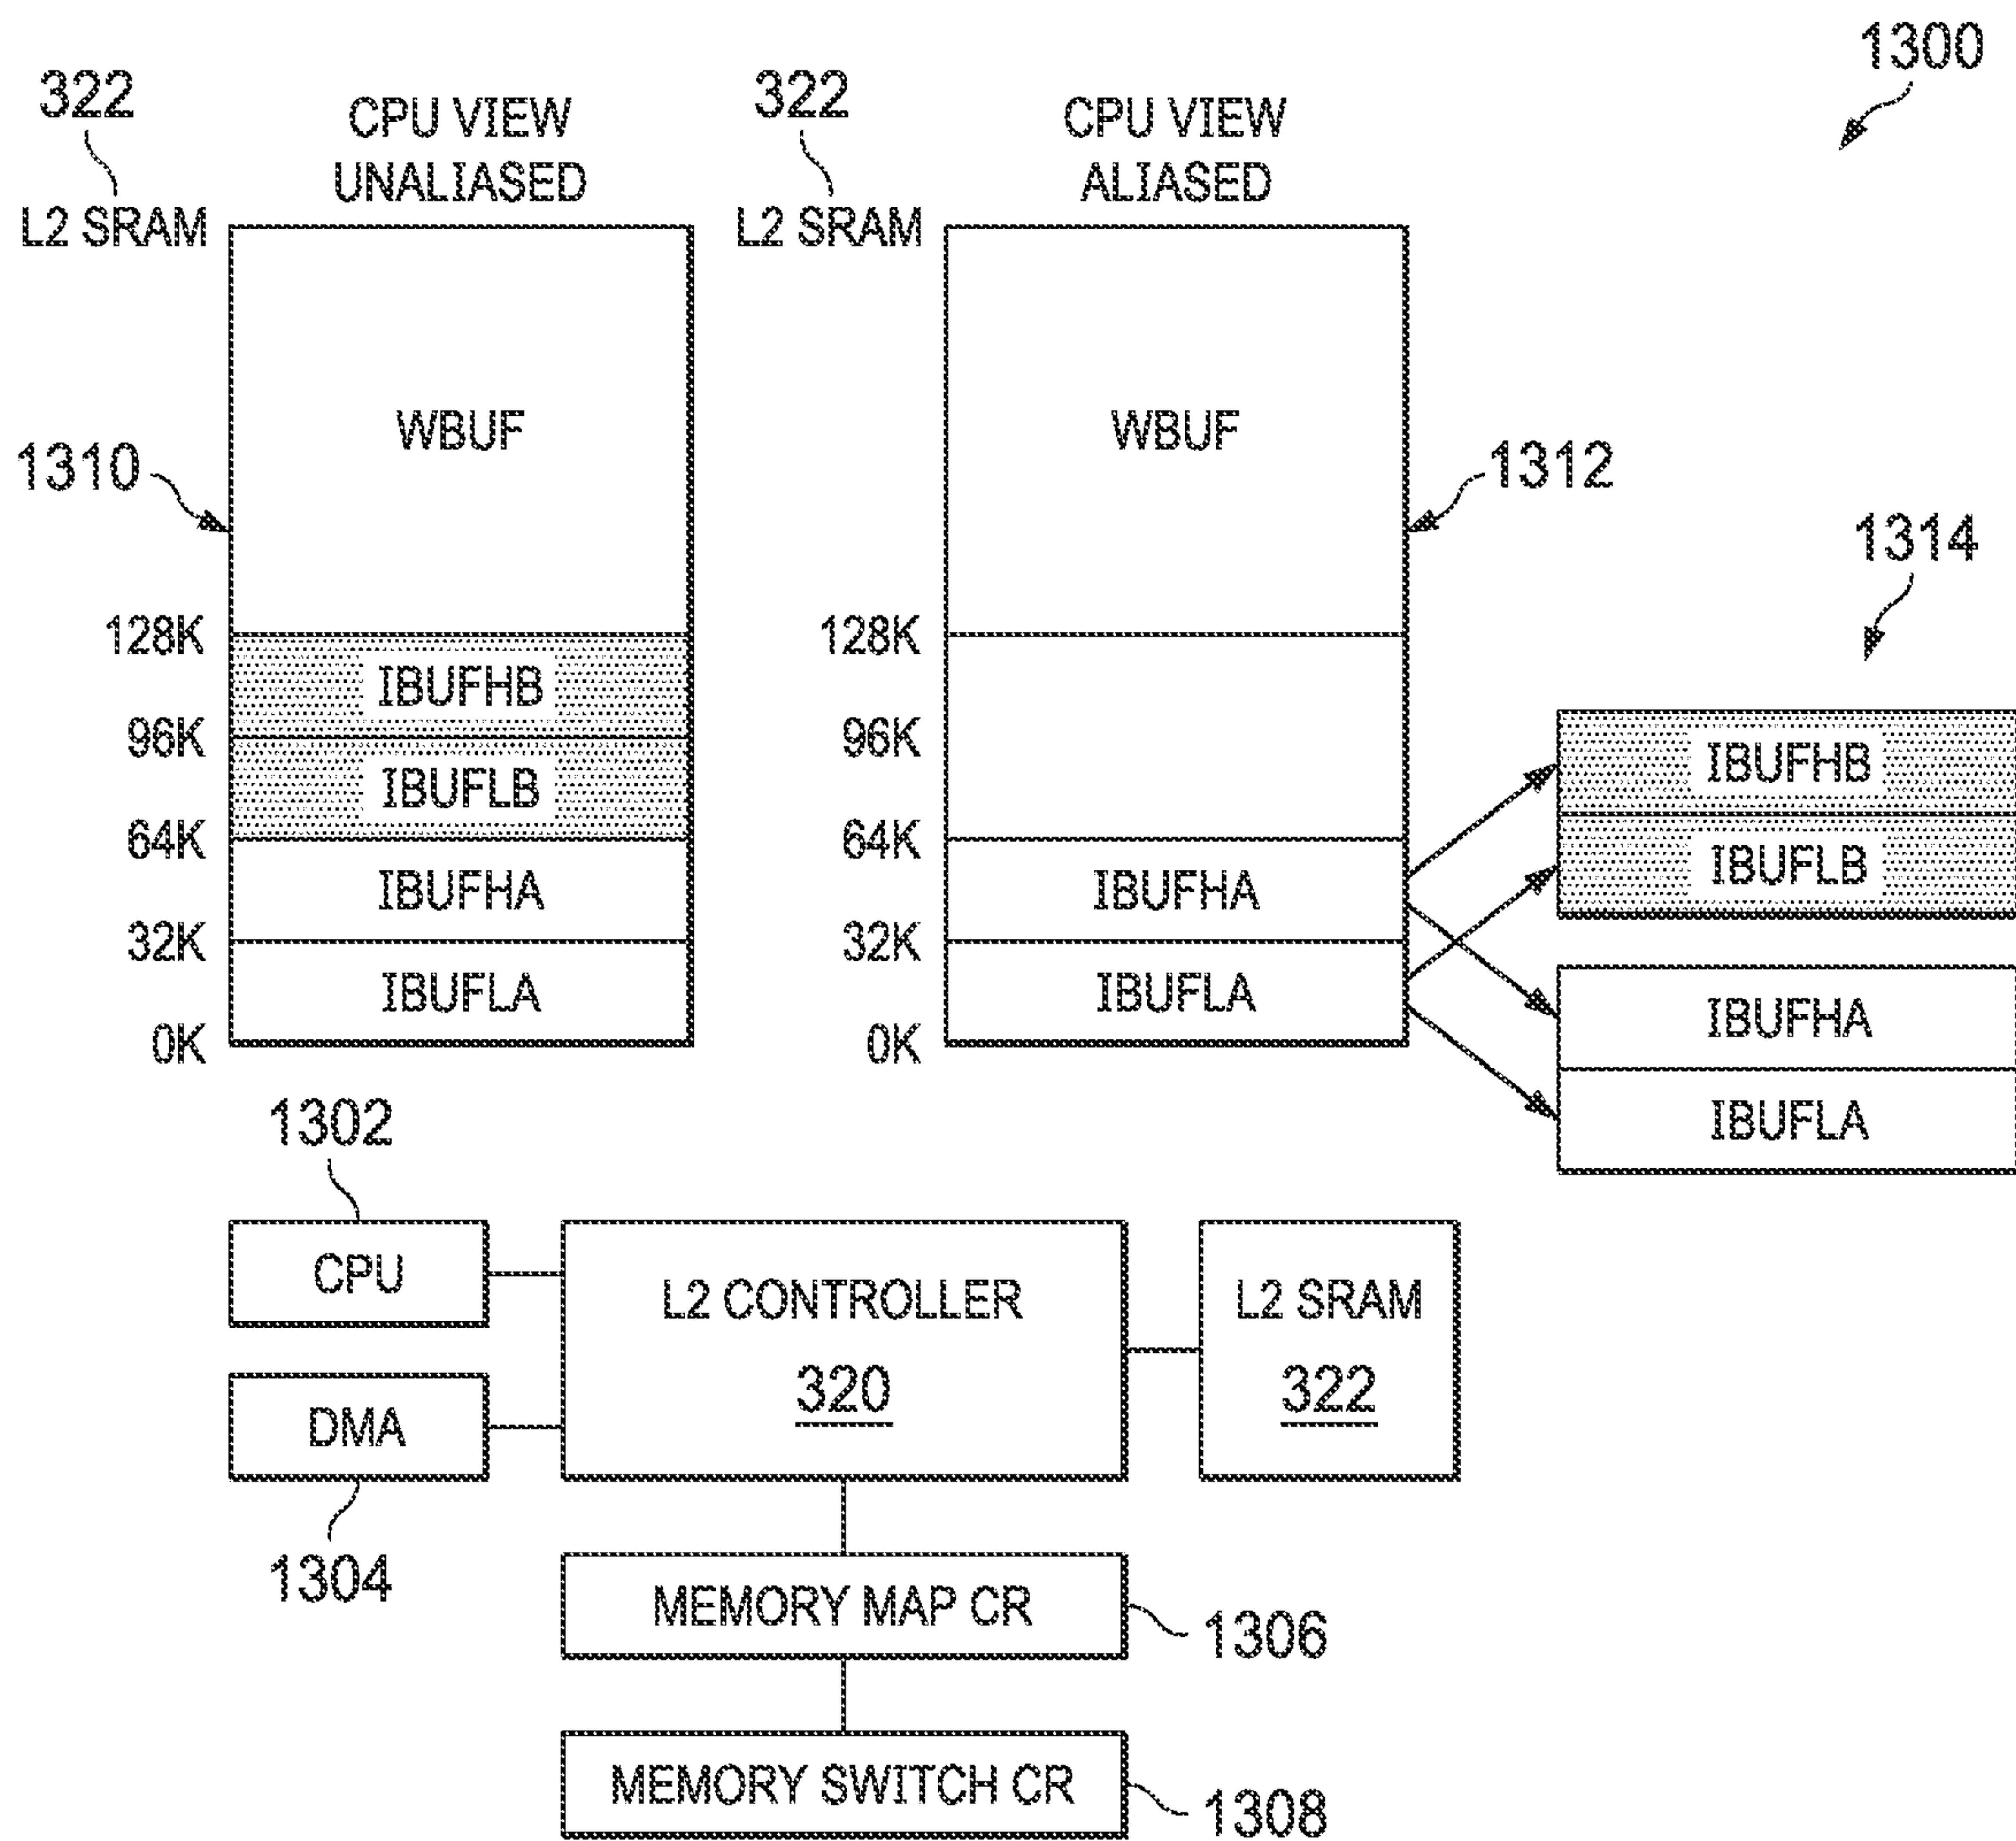 1300
322
CPU VIEW
UNALIASED
L2 SRAM
322
CPU VIEW
ALIASED
L2 SRAM
WBUF
1310
128K
IBUFHB
96K
IBUFLB
64K
IBUFHA
32K
IBUFLA
0K
WBUF
1312
128K
96K
64K
IBUFHA
32K
IBUFLA
0K
1314
IBUFHB
IBUFLB
IBUFHA
IBUFLA
1302
CPU
DMA
1304
L2 CONTROLLER
320
L2 SRAM
322
MEMORY MAP CR
1306
MEMORY SWITCH CR
1308